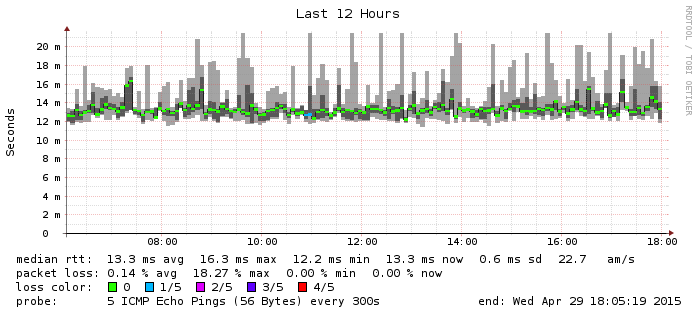 Last 12 Hours
RRDTOOL / TOBI OETIKER
Seconds
20 m
18 m
16 m
14 m
12 m
10 m
8 m
6 m
4 m
2 m
0
08:00 10:00 12:00 14:00 16:00 18:00
median rtt: 13.3 ms avg 16.3 ms max 12.2 ms min 13.3 ms now 0.6 ms sd 22.7 am/s
packet loss: 0.14 % avg 18.27 % max 0.00 % min 0.00 % now
loss color: 0 1/5 2/5 3/5 4/5
probe: 5 ICMP Echo Pings (56 Bytes) every 300s end: Wed Apr 29 18:05:19 2015